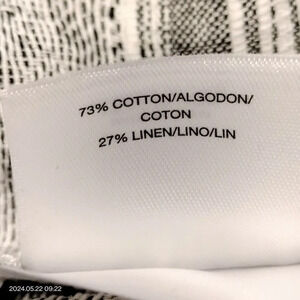 73% COTTON/ALGODON/
COTON
27% LINEN/LINO/LIN
2024.05.22 09:22